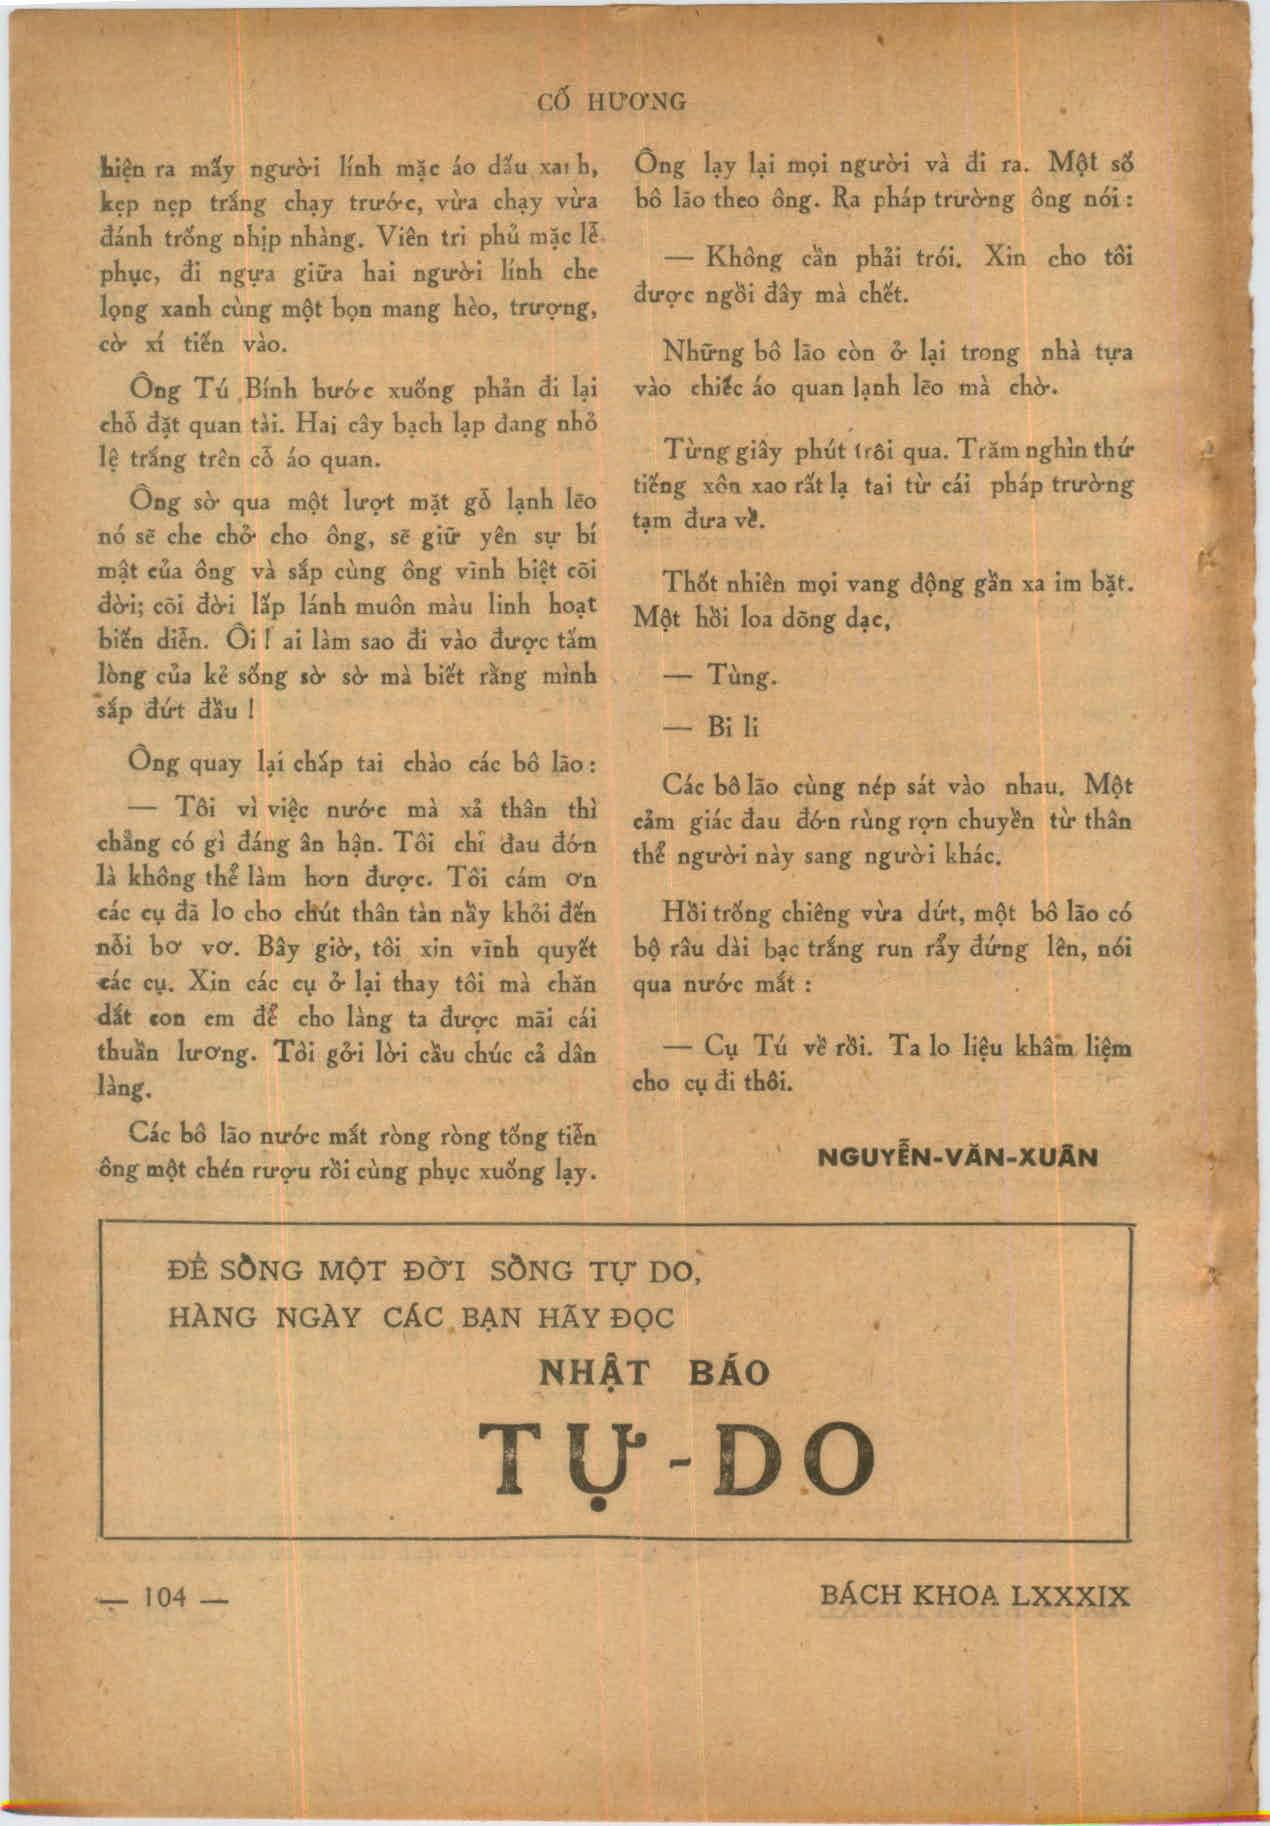 CỐ HƯƠNG
hiện ra mấy người lính mặc áo dấu xanh,
kẹp nẹp trắng chạy trước, vừa chạy vừa
đánh trống nhịp nhàng. Viên tri phủ mặc lễ
phục, đi ngựa giữa hai người lính che
lọng xanh cùng một bọn mang hèo, trượng,
cờ xí tiến vào.
Ông Tú Bính bước xuống phản đi lại
chỗ đặt quan tài. Hai cây bạch lạp đang nhỏ
lệ trắng trên cỗ áo quan.
Ông sờ qua một lượt mặt gỗ lạnh lẽo
nó sẽ che chở cho ông, sẽ giữ yên sự bí
mật của ông và sắp cùng ông vĩnh biệt cõi
đời; cõi đời lấp lánh muôn màu linh hoạt
biến diễn. Ôi ! ai làm sao đi vào được tấm
lòng của kẻ sống sờ sờ mà biết rằng mình
sắp đứt đầu !
Ông quay lại chắp tai chào các bô lão :
— Tôi vì việc nước mà xả thân thì
chẳng có gì đáng ân hận. Tôi chỉ đau đớn
là không thể làm hơn được. Tôi cám ơn
các cụ đã lo cho chút thân tàn nầy khỏi đến
nỗi bơ vơ. Bây giờ, tôi xin vĩnh quyết
các cụ. Xin các cụ ở lại thay tôi mà chăn
dắt con em để cho làng ta được mãi cái
thuần lương. Tôi gởi lời cầu chúc cả dân
làng.
Các bô lão nước mắt ròng ròng tống tiễn
ông một chén rượu rồi cùng phục xuống lạy.
Ông lạy lại mọi người và đi ra. Một số
bô lão theo ông. Ra pháp trường ông nói :
— Không cần phải trói. Xin cho tôi
được ngồi đây mà chết.
Những bô lão còn ở lại trong nhà tựa
vào chiếc áo quan lạnh lẽo mà chờ.
Từng giây phút trôi qua. Trăm nghìn thứ
tiếng xôn xao rất lạ tai từ cái pháp trường
tạm đưa về.
Thốt nhiên mọi vang động gần xa im bặt.
Một hồi loa dõng dạc,
— Tùng.
— Bi li
Các bô lão cùng nép sát vào nhau. Một
cảm giác đau đớn rùng rợn chuyền từ thân
thể người này sang người khác.
Hồi trống chiêng vừa dứt, một bô lão có
bộ râu dài bạc trắng run rẩy đứng lên, nói
qua nước mắt :
— Cụ Tú về rồi. Ta lo liệu khâm liệm
cho cụ đi thôi.
NGUYỄN-VĂN-XUÂN
ĐỂ SỐNG MỘT ĐỜI SỐNG TỰ DO,
HÀNG NGÀY CÁC BẠN HÃY ĐỌC
NHẬT BÁO
TỰ-DO
— 104 —
BÁCH KHOA LXXXIX